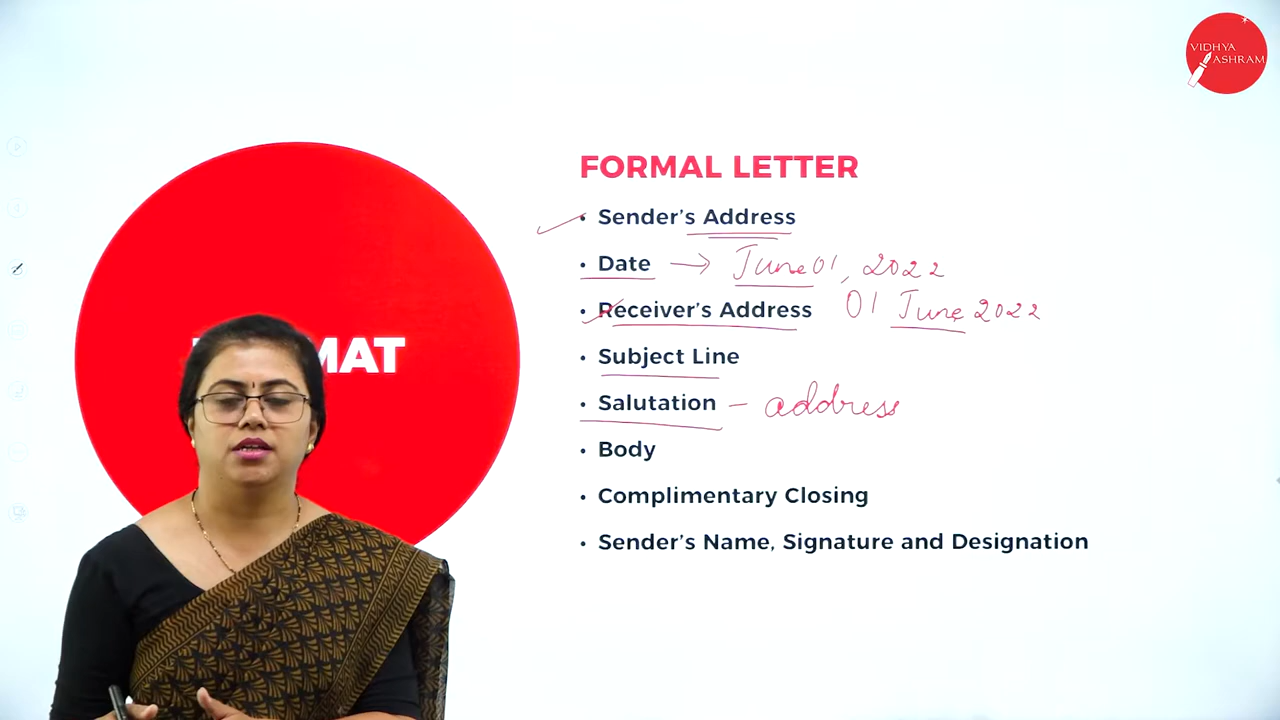 VIDHYA
ASHRAM
FORMAL LETTER
• Sender's Address
• Date → June 01, 2022
• Receiver's Address 01 June 2022
• Subject Line
MAT
• Salutation - address
• Body
• Complimentary Closing
• Sender's Name, Signature and Designation